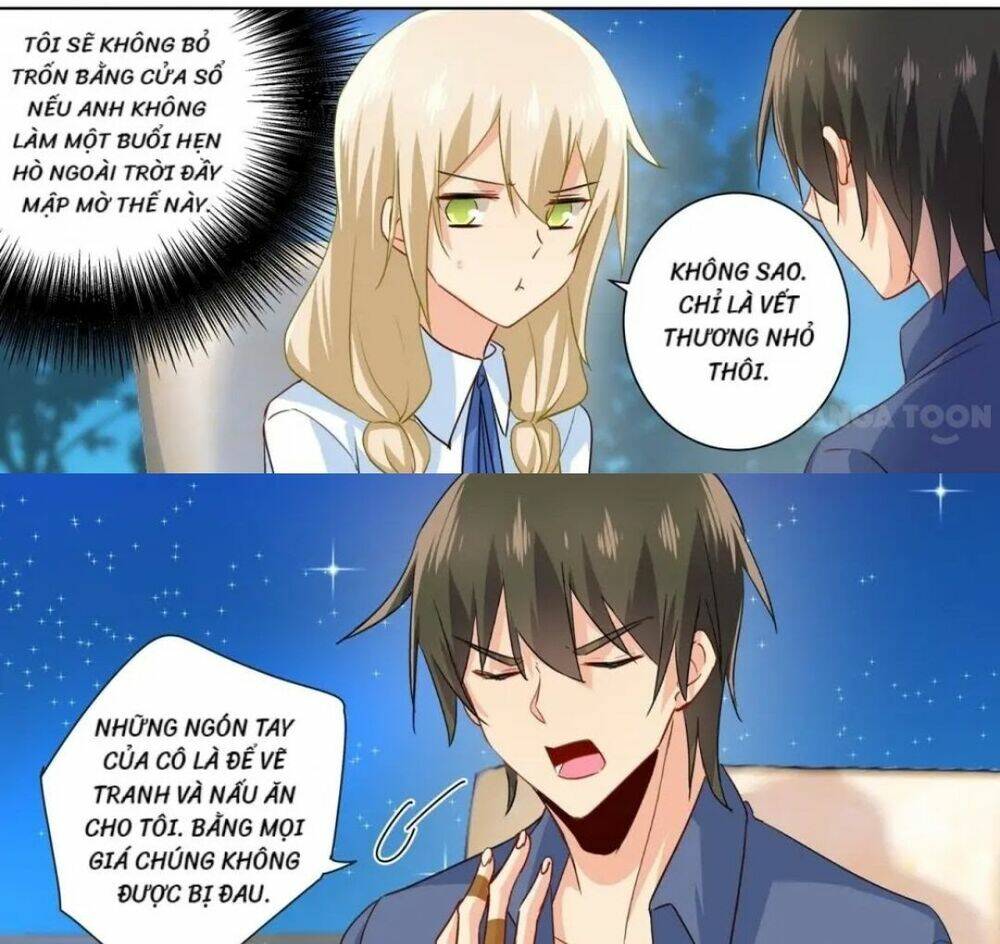 TÔI SẼ KHÔNG BỎ
TRỐN BẰNG CỬA SỔ
NẾU ANH KHÔNG
LÀM MỘT BUỔI HẸN
HÒ NGOÀI TRỜI ĐẦY
MẬP MỜ THẾ NÀY.
KHÔNG SAO.
CHỈ LÀ VẾT
THƯƠNG NHỎ
THÔI.
TOON
NHỮNG NGÓN TAY
CỦA CÔ LÀ ĐỂ VẼ
TRANH VÀ NẤU ĂN
CHO TÔI. BẰNG MỌI
GIÁ CHÚNG KHÔNG
ĐƯỢC BỊ ĐAU.